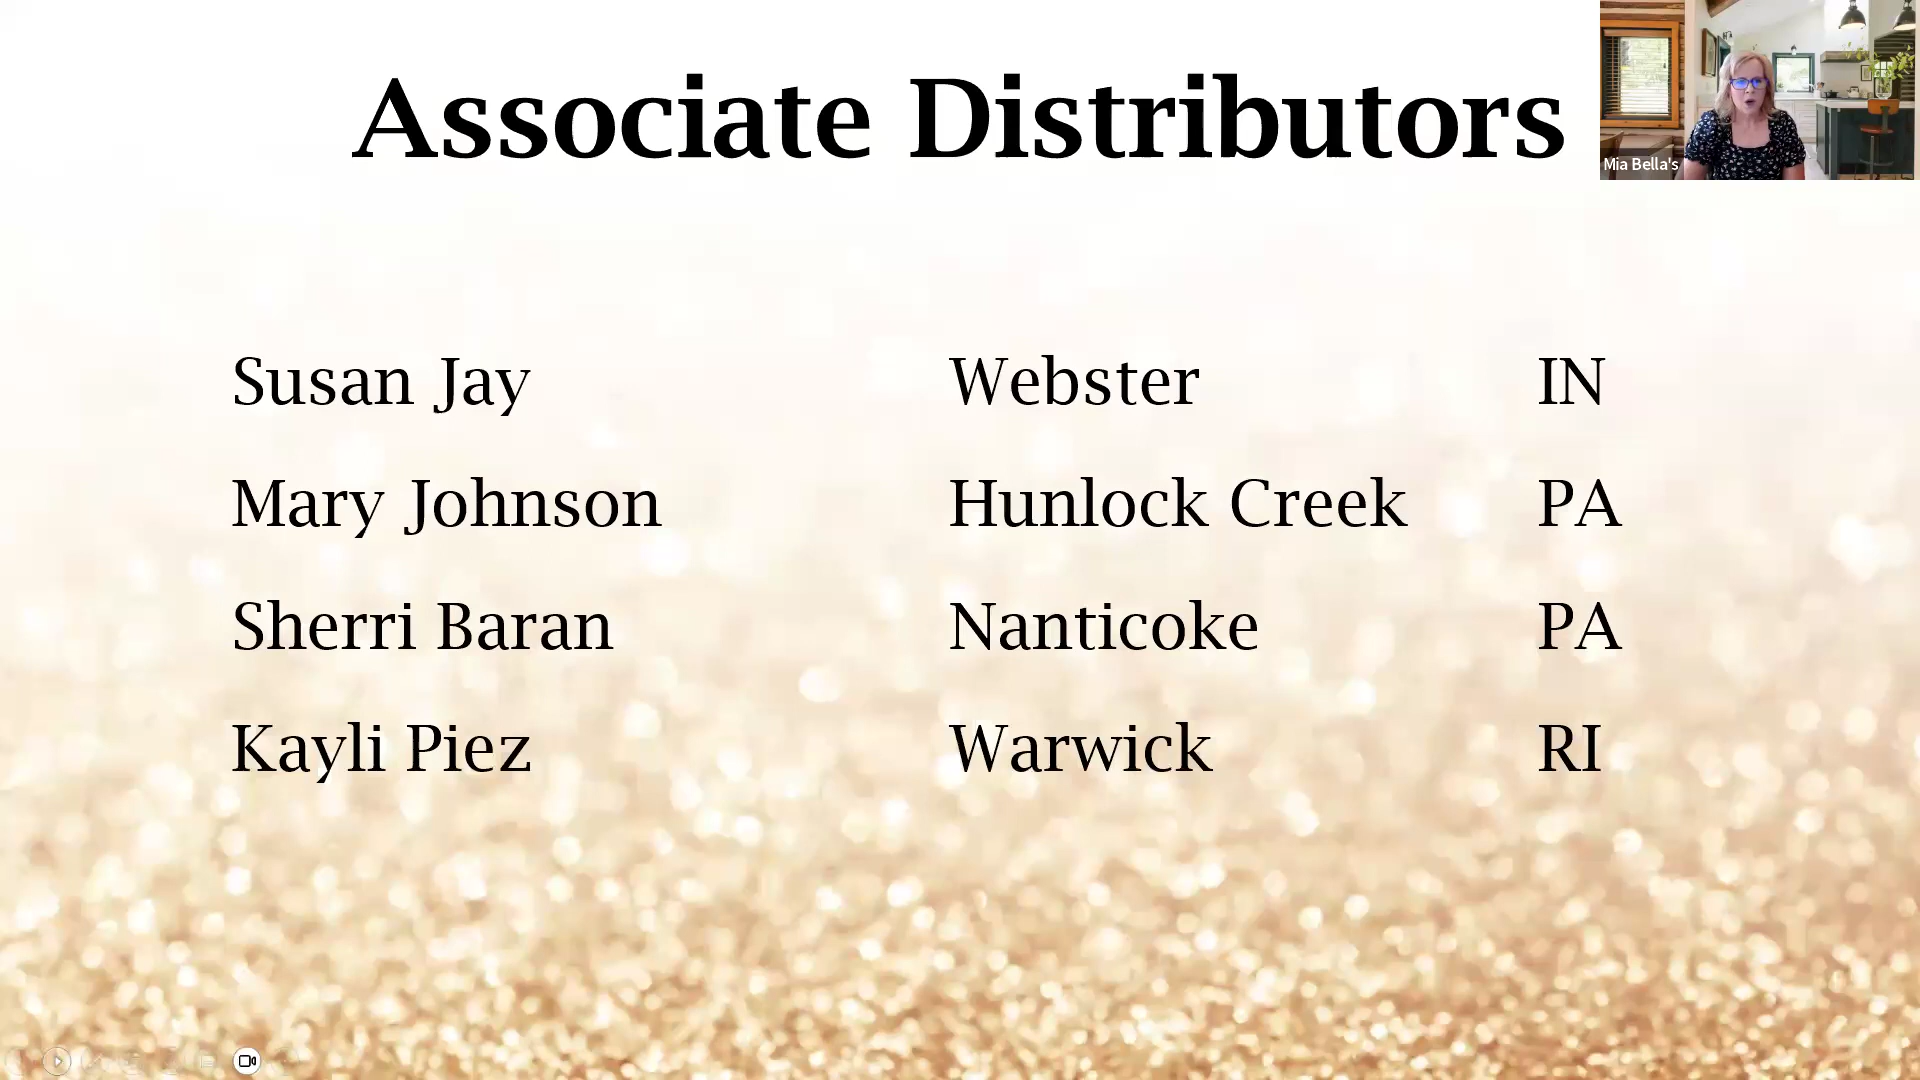 Associate Distributors
Mia Bella's
Susan Jay Webster IN
Mary Johnson Hunlock Creek PA
Sherri Baran Nanticoke PA
Kayli Piez Warwick RI